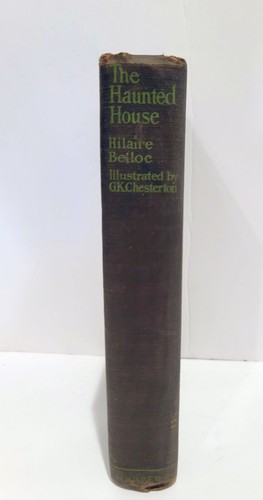 The
Haunted
House
Hilaire
Belloc
Illustrated by
G.K.Chesterton